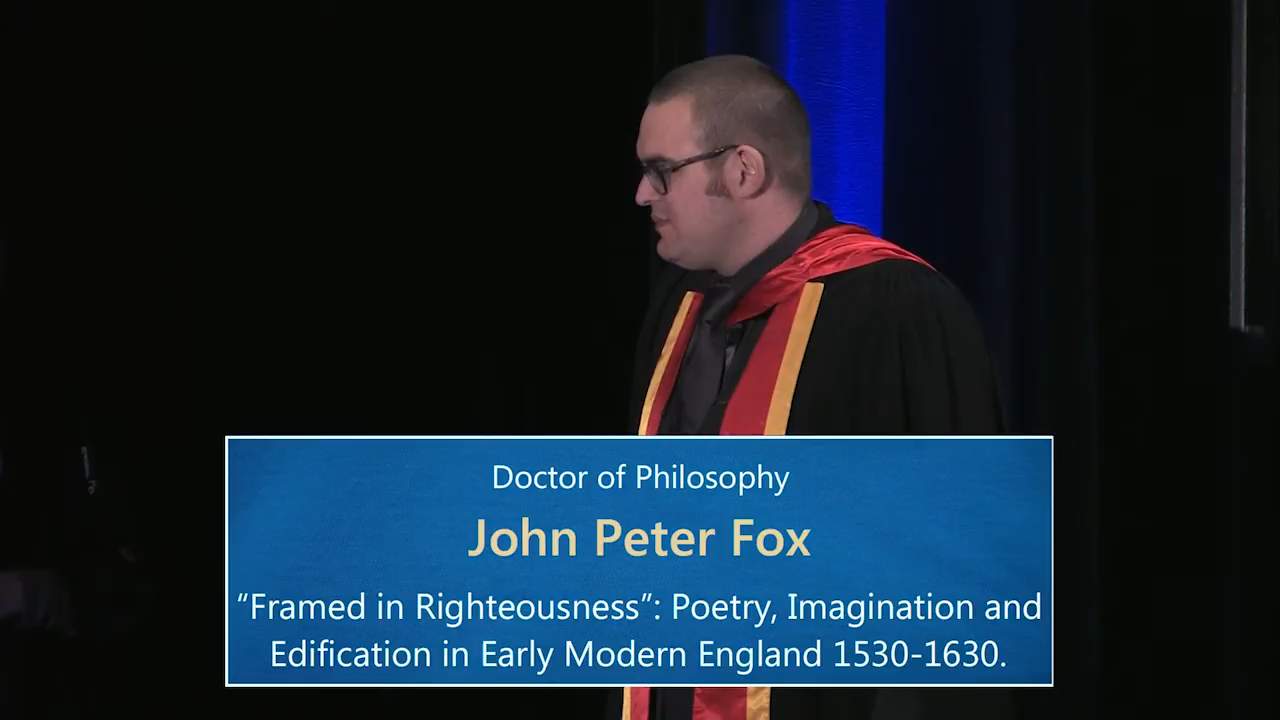 Doctor of Philosophy
John Peter Fox
“Framed in Righteousness”: Poetry, Imagination and
Edification in Early Modern England 1530-1630.